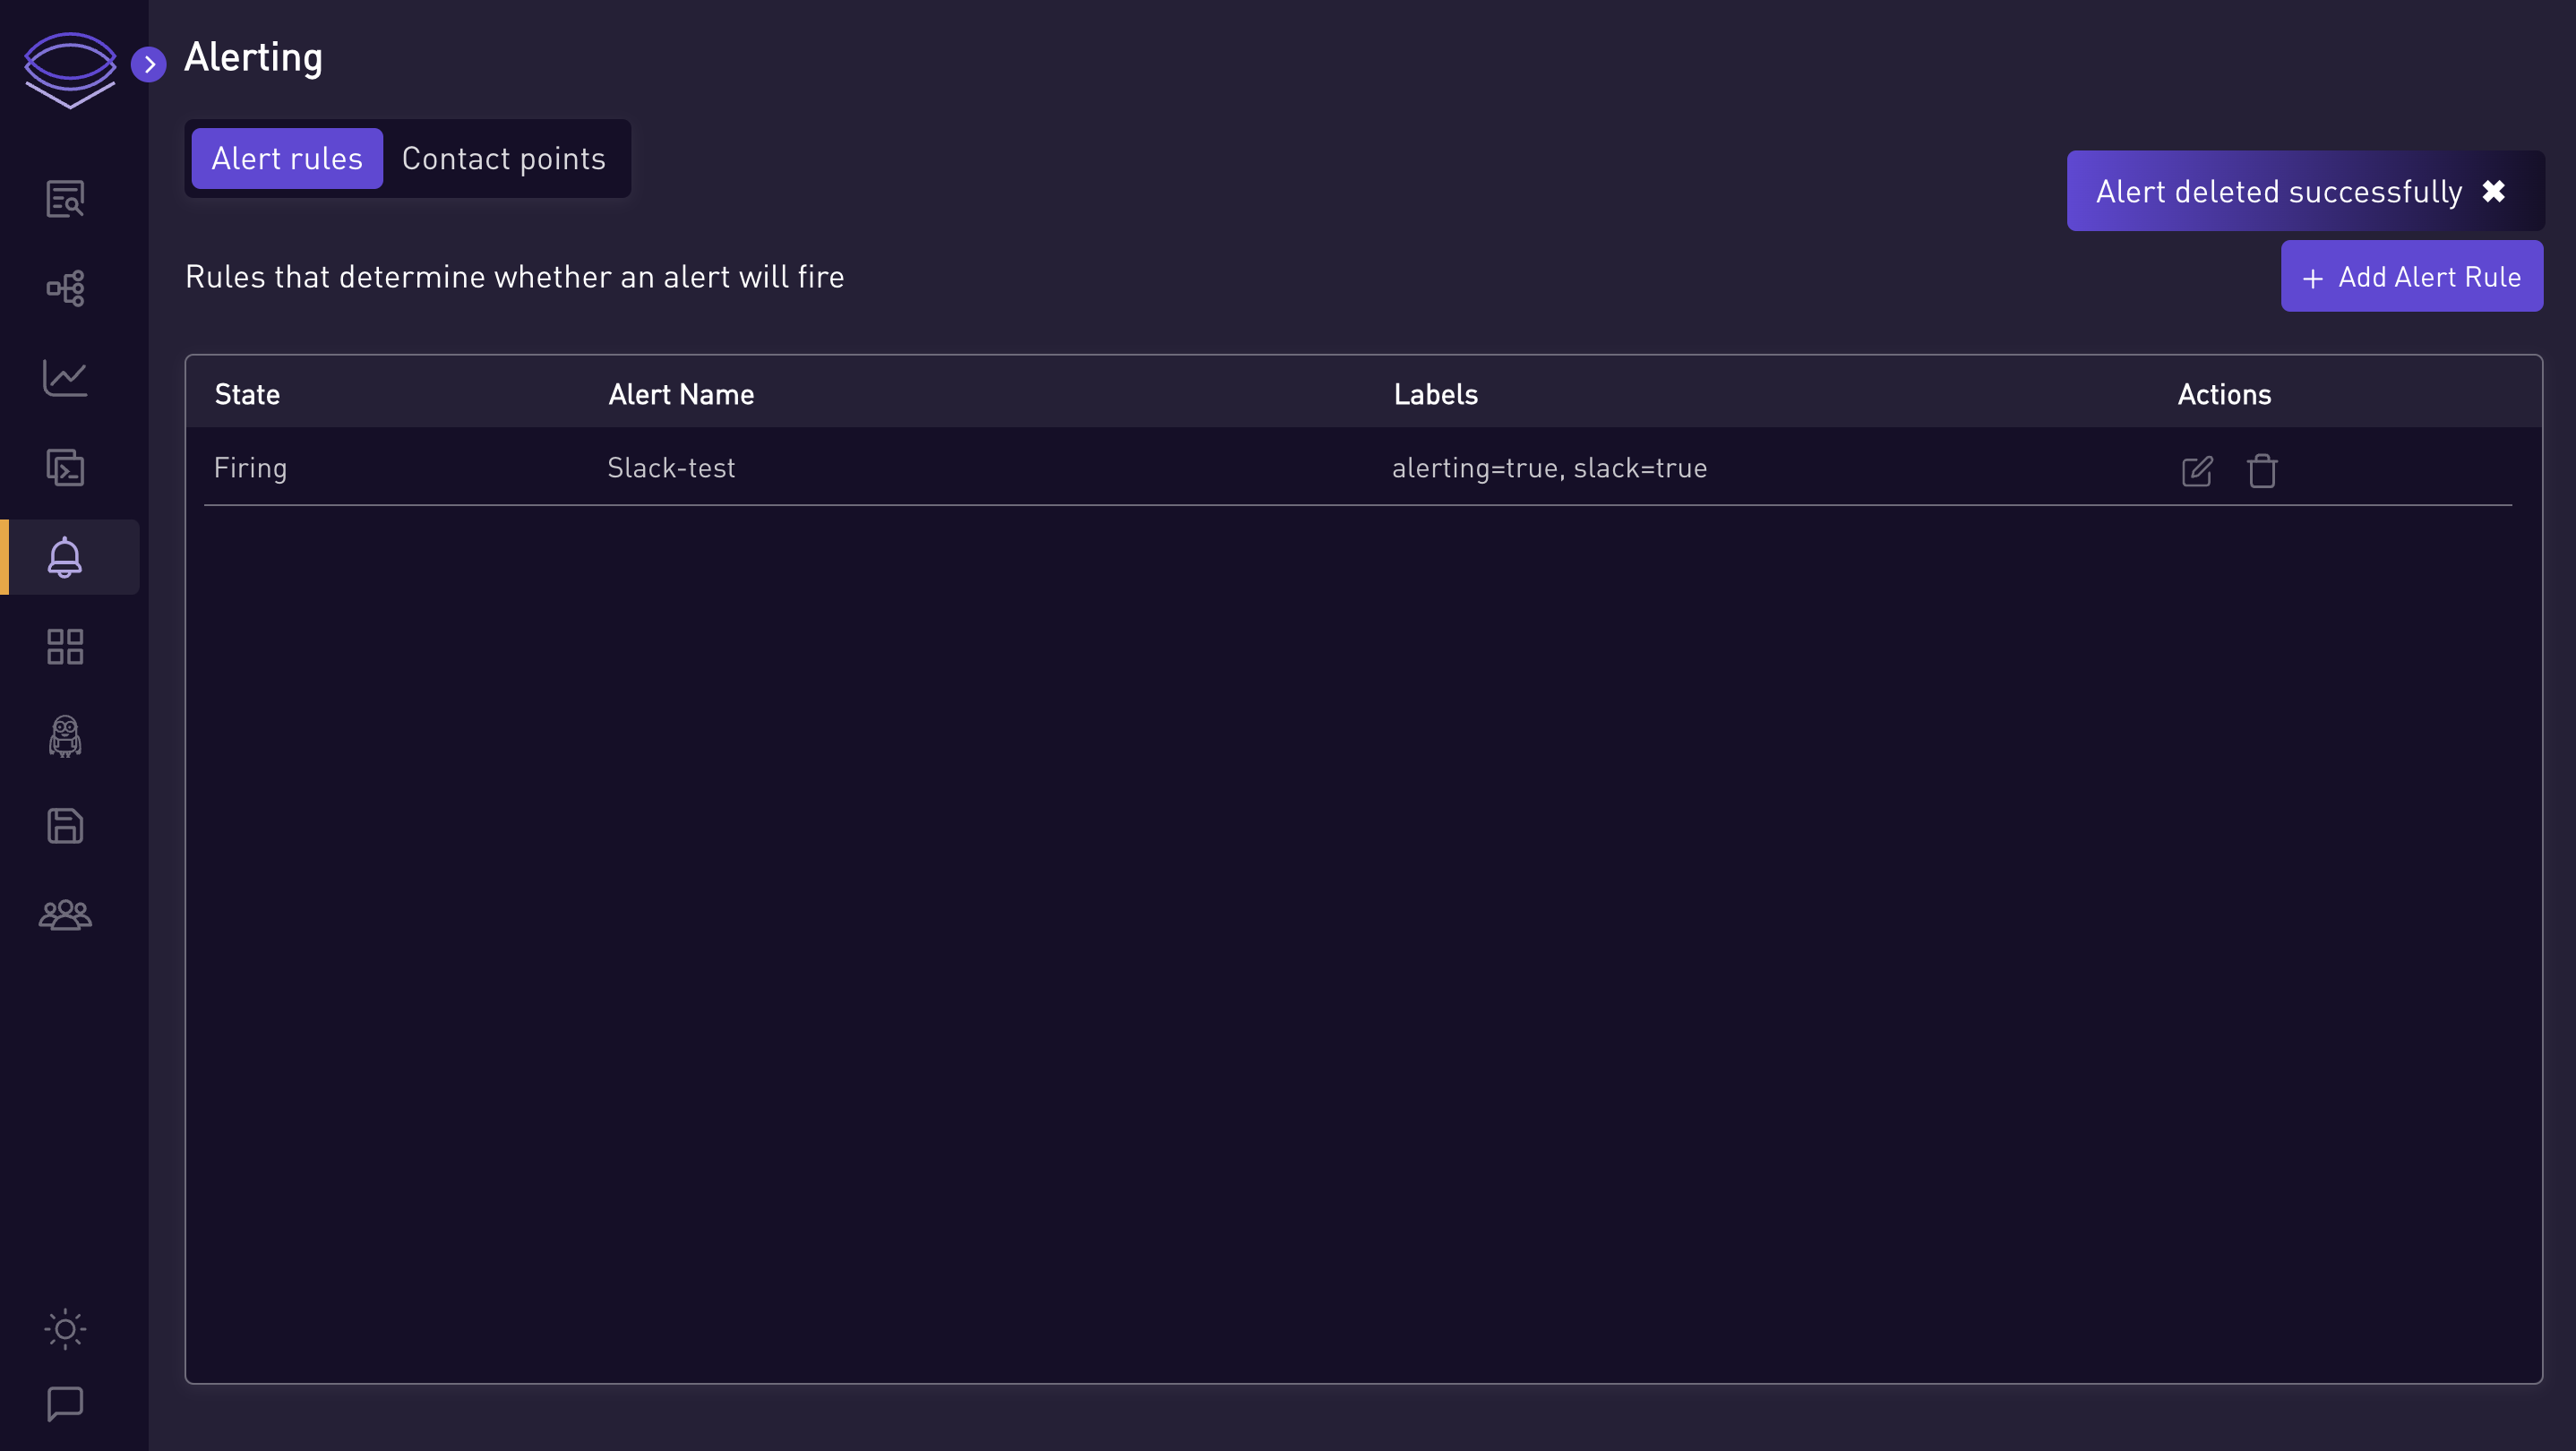 Alerting
Alert rules Contact points
Alert deleted successfully ✖
Rules that determine whether an alert will fire
+ Add Alert Rule
State Alert Name Labels Actions
Firing Slack-test alerting=true, slack=true